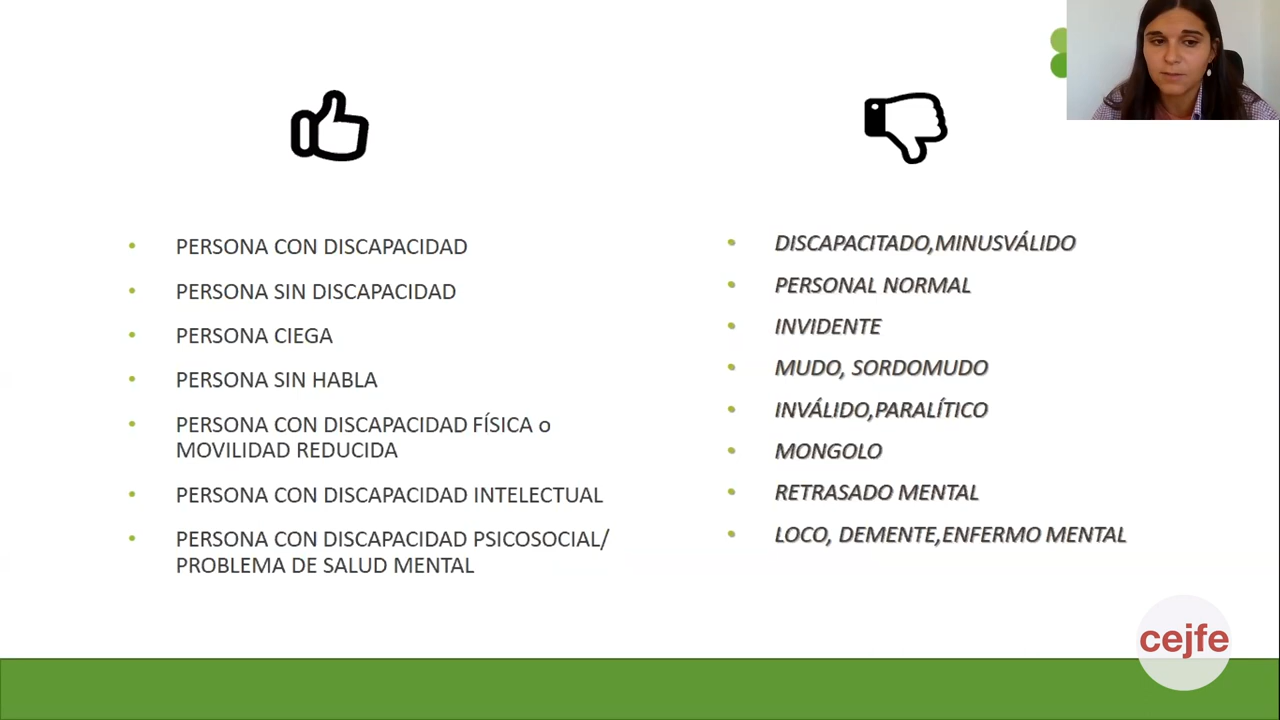 PERSONA CON DISCAPACIDAD
PERSONA SIN DISCAPACIDAD
PERSONA CIEGA
PERSONA SIN HABLA
PERSONA CON DISCAPACIDAD FÍSICA o
MOVILIDAD REDUCIDA
PERSONA CON DISCAPACIDAD INTELECTUAL
PERSONA CON DISCAPACIDAD PSICOSOCIAL/
PROBLEMA DE SALUD MENTAL
DISCAPACITADO,MINUSVÁLIDO
PERSONAL NORMAL
INVIDENTE
MUDO, SORDOMUDO
INVÁLIDO,PARALÍTICO
MONGOLO
RETRASADO MENTAL
LOCO, DEMENTE,ENFERMO MENTAL
cejfe